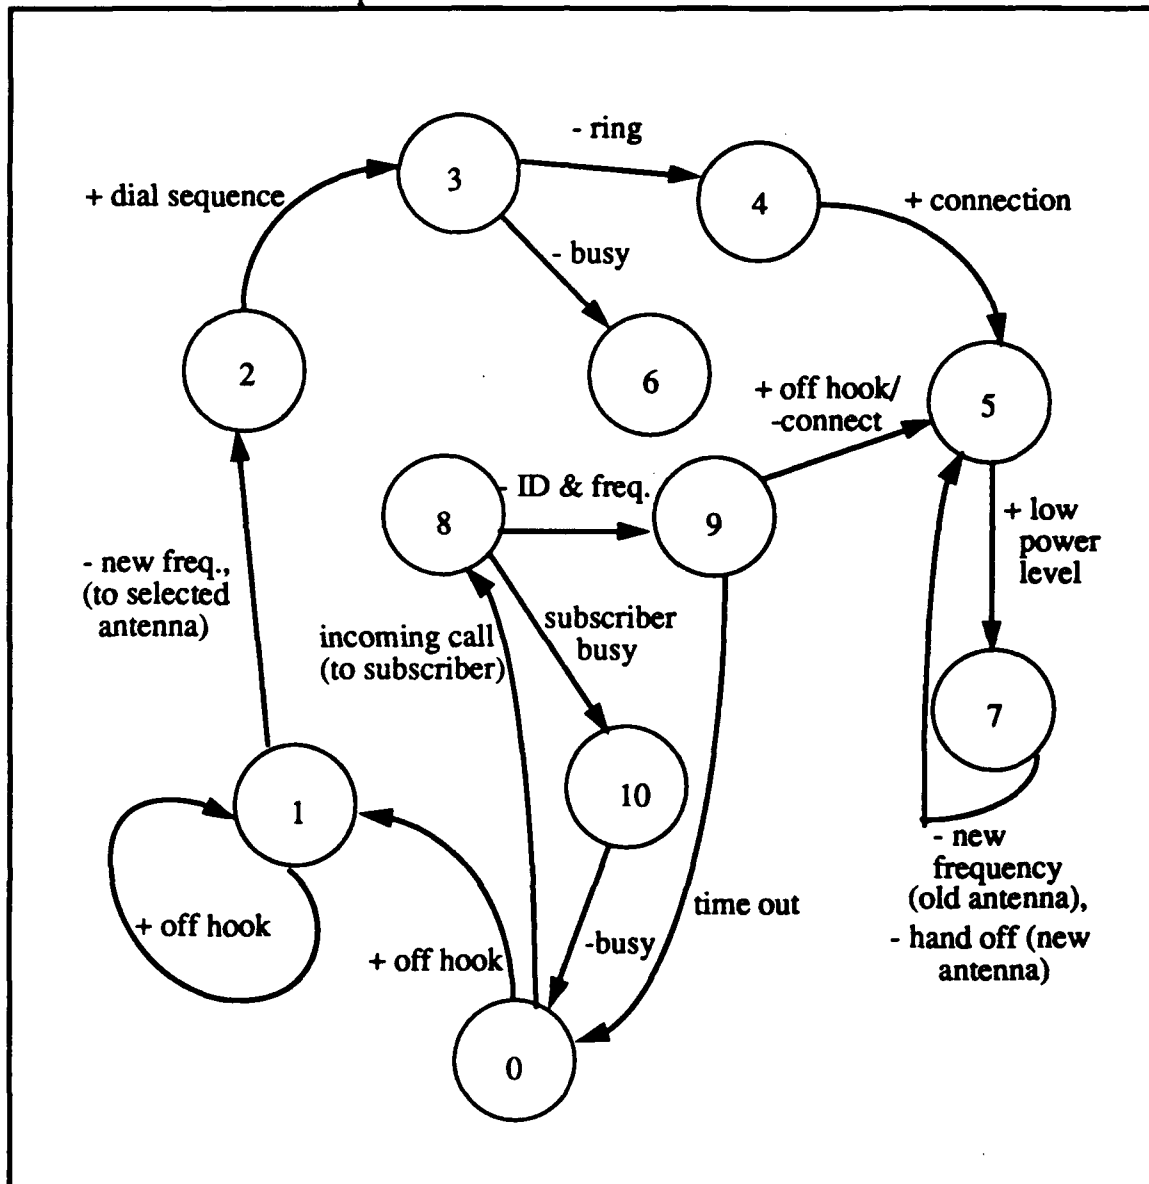 - ring
3
4
+ dial sequence
+ connection
- busy
2
6
+ off hook/
-connect
5
8
- ID & freq.
9
+ low
power
level
- new freq.,
(to selected
antenna)
incoming call
(to subscriber)
subscriber
busy
7
1
10
- new
frequency
(old antenna),
- hand off (new
antenna)
+ off hook
+ off hook
-busy
time out
0